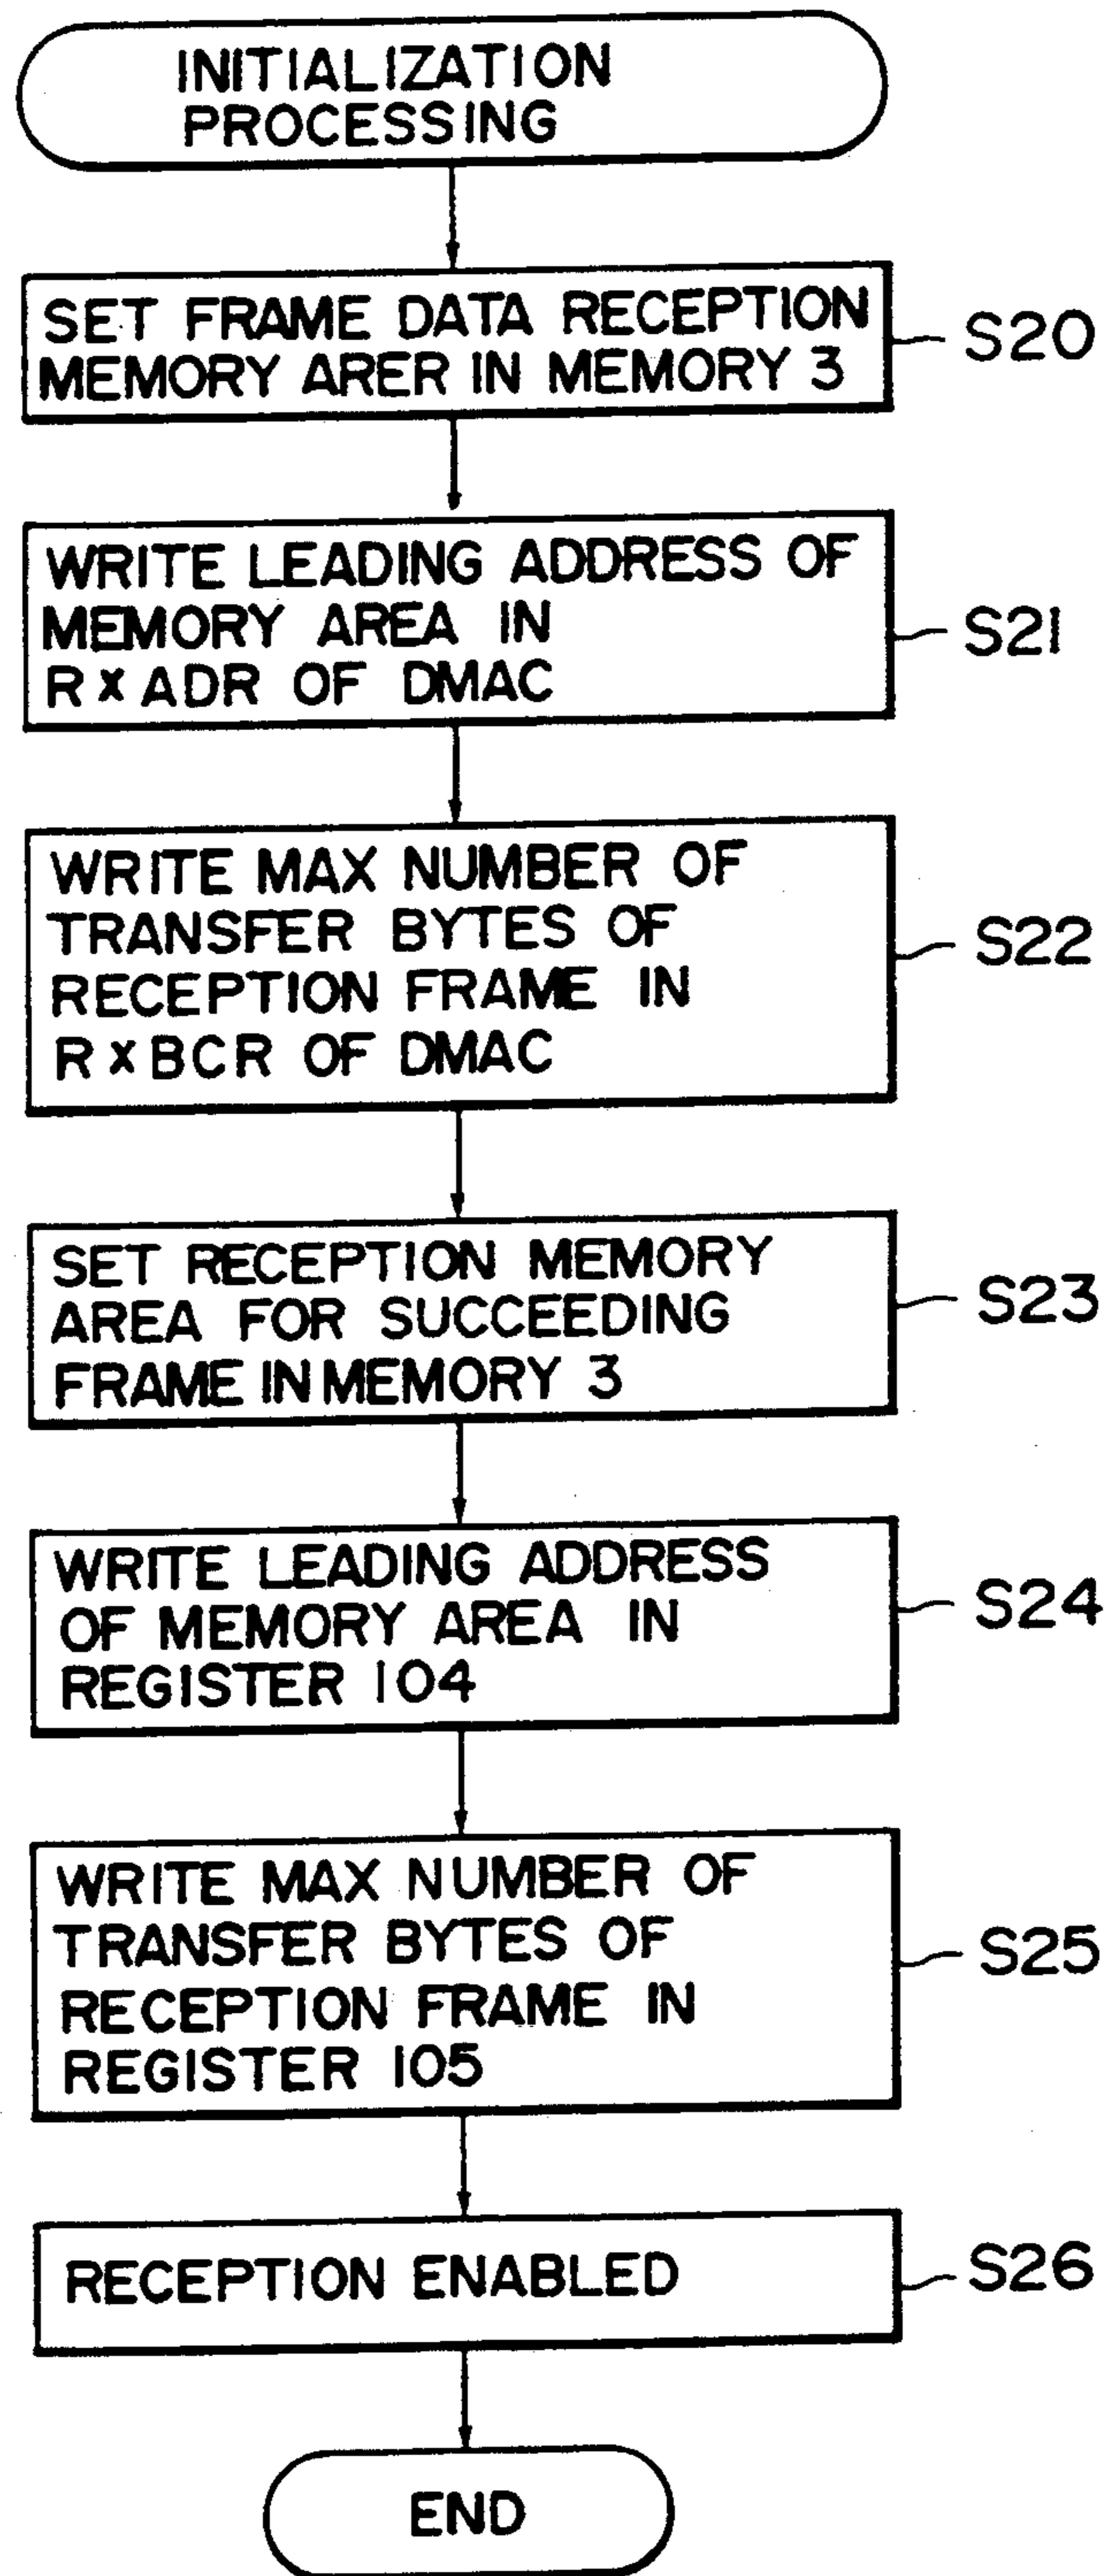 INITIALIZATION
PROCESSING
SET FRAME DATA RECEPTION
MEMORY ARER IN MEMORY 3
S20
WRITE LEADING ADDRESS OF
MEMORY AREA IN
R×ADR OF DMAC
S21
WRITE MAX NUMBER OF
TRANSFER BYTES OF
RECEPTION FRAME IN
R×BCR OF DMAC
S22
SET RECEPTION MEMORY
AREA FOR SUCCEEDING
FRAME IN MEMORY 3
S23
WRITE LEADING ADDRESS
OF MEMORY AREA IN
REGISTER 104
S24
WRITE MAX NUMBER OF
TRANSFER BYTES OF
RECEPTION FRAME IN
REGISTER 105
S25
RECEPTION ENABLED
S26
END